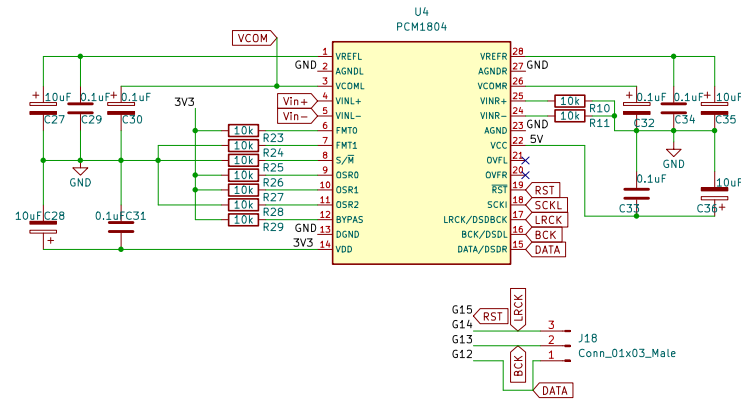 U4
PCM1804
VCOM
1 VREFL VREFR 28
GND 2 AGNDL AGNDR 27 GND
3 VCOML VCOMR 26
Vin+ 4 VINL+ VINR+ 25 10k R10
Vin- 5 VINL- VINR- 24 10k R11
10k R23 6 FMT0 AGND 23 GND
10k R24 7 FMT1 VCC 22 5V
10k R25 8 S/M OVFL 21
10k R26 9 OSR0 OVFR 20
10k R27 10 OSR1 RST 19 RST
10k R28 11 OSR2 SCKI 18 SCKL
10k R29 12 BYPAS LRCK/DSDBCK 17 LRCK
GND 13 DGND BCK/DSDL 16 BCK
3V3 14 VDD DATA/DSDR 15 DATA
3V3
10uF C27
0.1uF C29
0.1uF C30
GND
10uF C28
0.1uF C31
0.1uF C32
0.1uF C34
10uF C35
GND
0.1uF C33
10uF C36
G15 RST
G14 LRCK 3
G13 BCK 2
G12 DATA 1
J18
Conn_01x03_Male